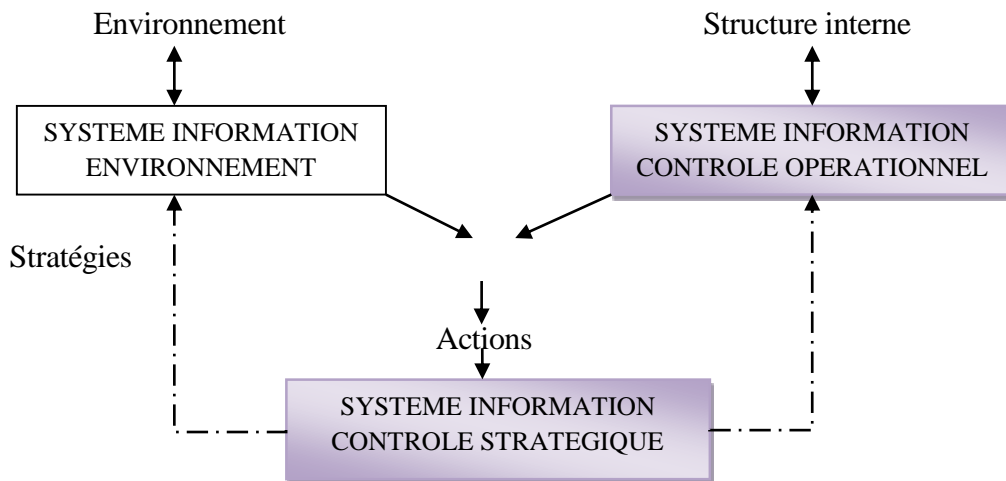 Environnement
Structure interne
SYSTEME INFORMATION
ENVIRONNEMENT
SYSTEME INFORMATION
CONTROLE OPERATIONNEL
Stratégies
Actions
SYSTEME INFORMATION
CONTROLE STRATEGIQUE